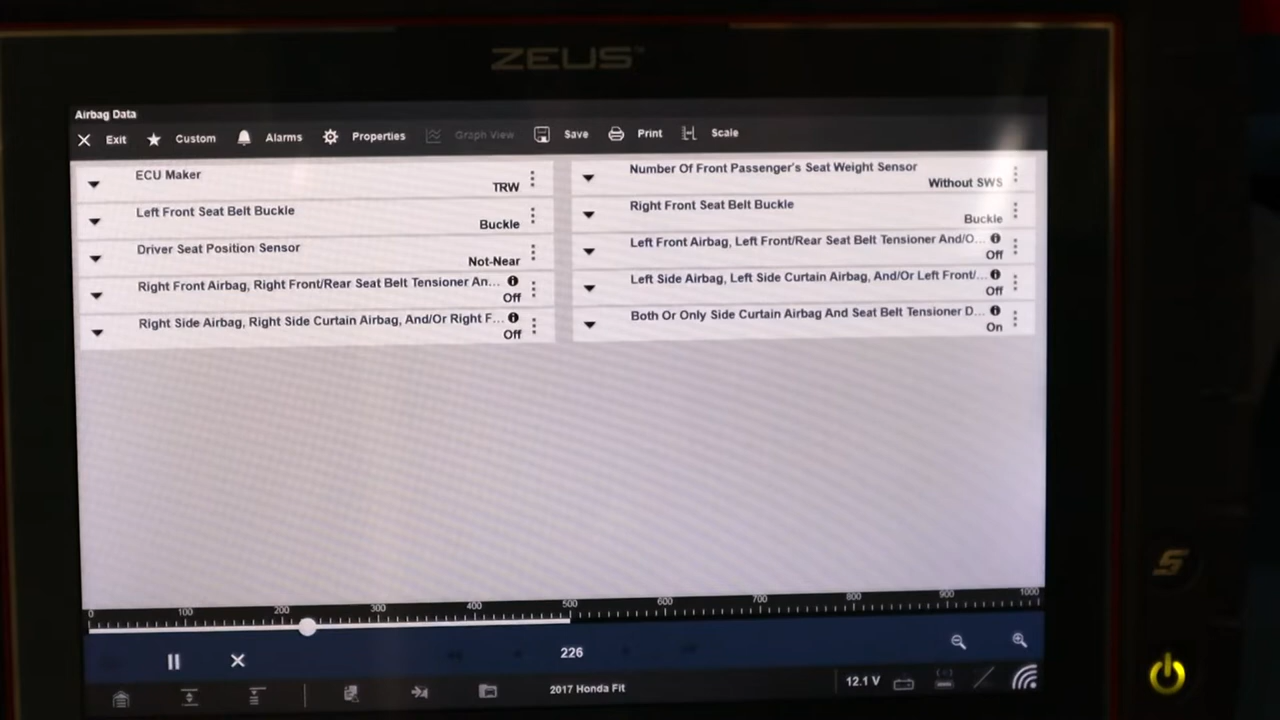 ZEUS™
Airbag Data
Exit Custom Alarms Properties Graph View Save Print Scale
ECU Maker
TRW
Number Of Front Passenger's Seat Weight Sensor
Without SWS
Left Front Seat Belt Buckle
Buckle
Right Front Seat Belt Buckle
Buckle
Driver Seat Position Sensor
Not-Near
Left Front Airbag, Left Front/Rear Seat Belt Tensioner And/O...
Off
Right Front Airbag, Right Front/Rear Seat Belt Tensioner An...
Off
Left Side Airbag, Left Side Curtain Airbag, And/Or Left Front/...
Off
Right Side Airbag, Right Side Curtain Airbag, And/Or Right F...
Off
Both Or Only Side Curtain Airbag And Seat Belt Tensioner D...
On
0 100 200 300 400 500 600 700 800 900 1000
226
2017 Honda Fit
12.1 V